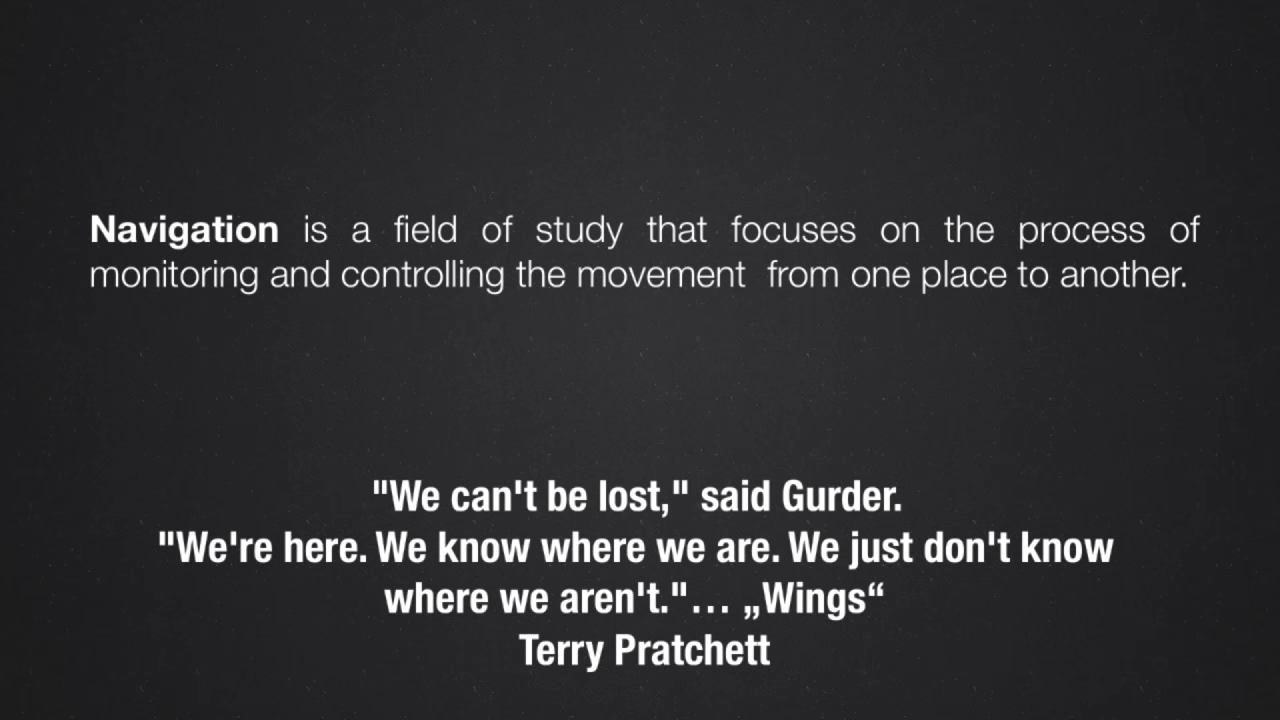 Navigation is a field of study that focuses on the process of
monitoring and controlling the movement  from one place to another.
"We can't be lost," said Gurder.
"We're here. We know where we are. We just don't know
where we aren't."… „Wings“
Terry Pratchett